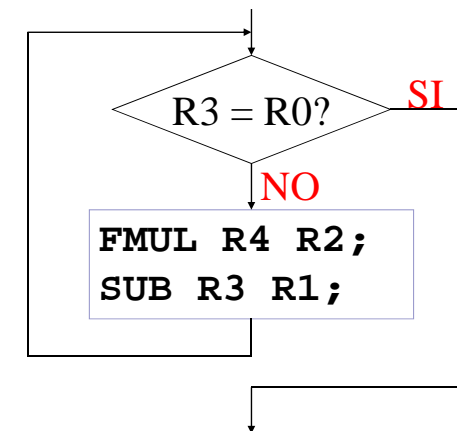 R3 = R0?
SI
NO
FMUL R4 R2;
SUB R3 R1;